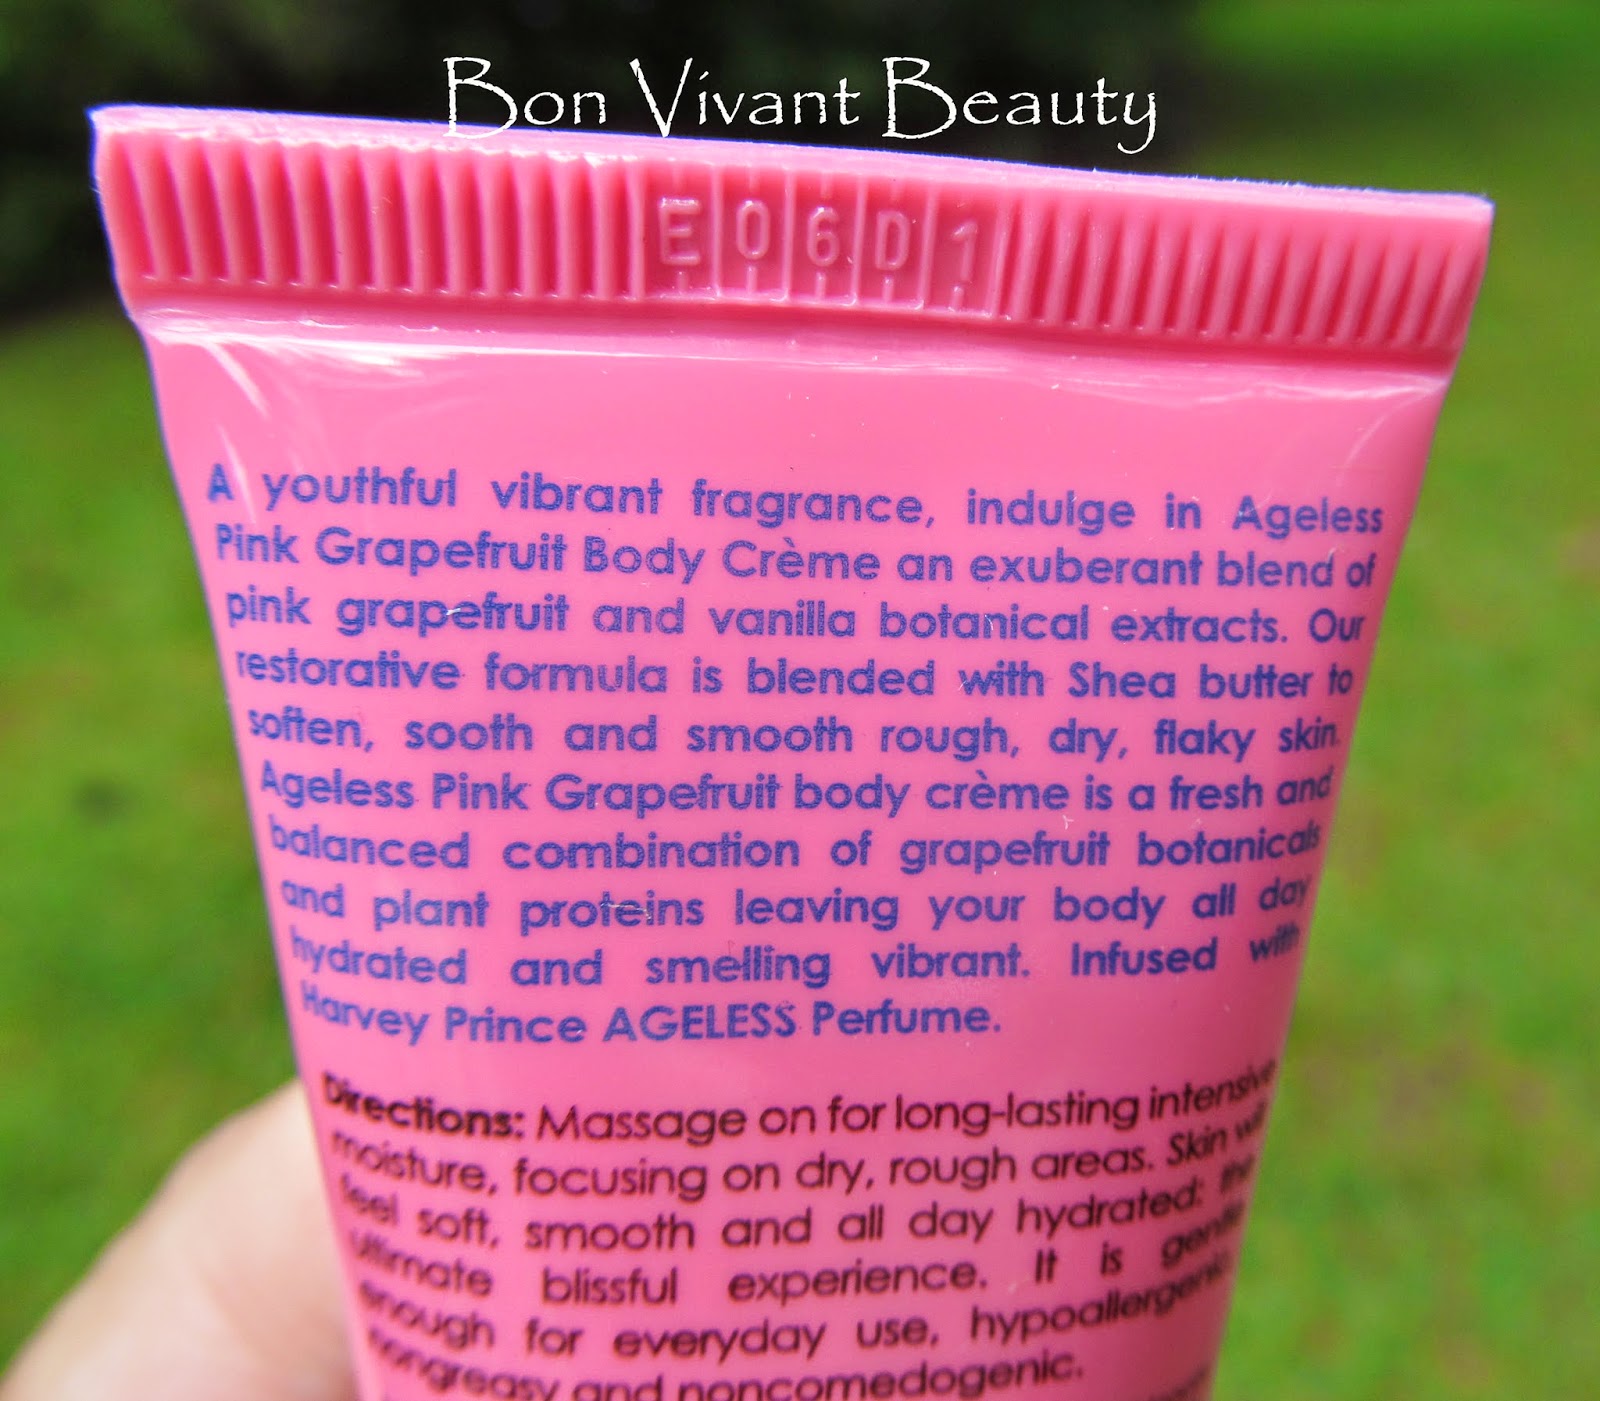 Bon Vivant Beauty
E06D1
A youthful vibrant fragrance, indulge in Ageless
Pink Grapefruit Body Crème an exuberant blend of
pink grapefruit and vanilla botanical extracts. Our
restorative formula is blended with Shea butter to
soften, sooth and smooth rough, dry, flaky skin.
Ageless Pink Grapefruit body crème is a fresh and
balanced combination of grapefruit botanicals
and plant proteins leaving your body all day
hydrated and smelling vibrant. Infused with
Harvey Prince AGELESS Perfume.
Directions: Massage on for long-lasting intensive
moisture, focusing on dry, rough areas. Skin will
feel soft, smooth and all day hydrated: the
ultimate blissful experience. It is gentle
enough for everyday use, hypoallergenic,
nongreasy and noncomedogenic.